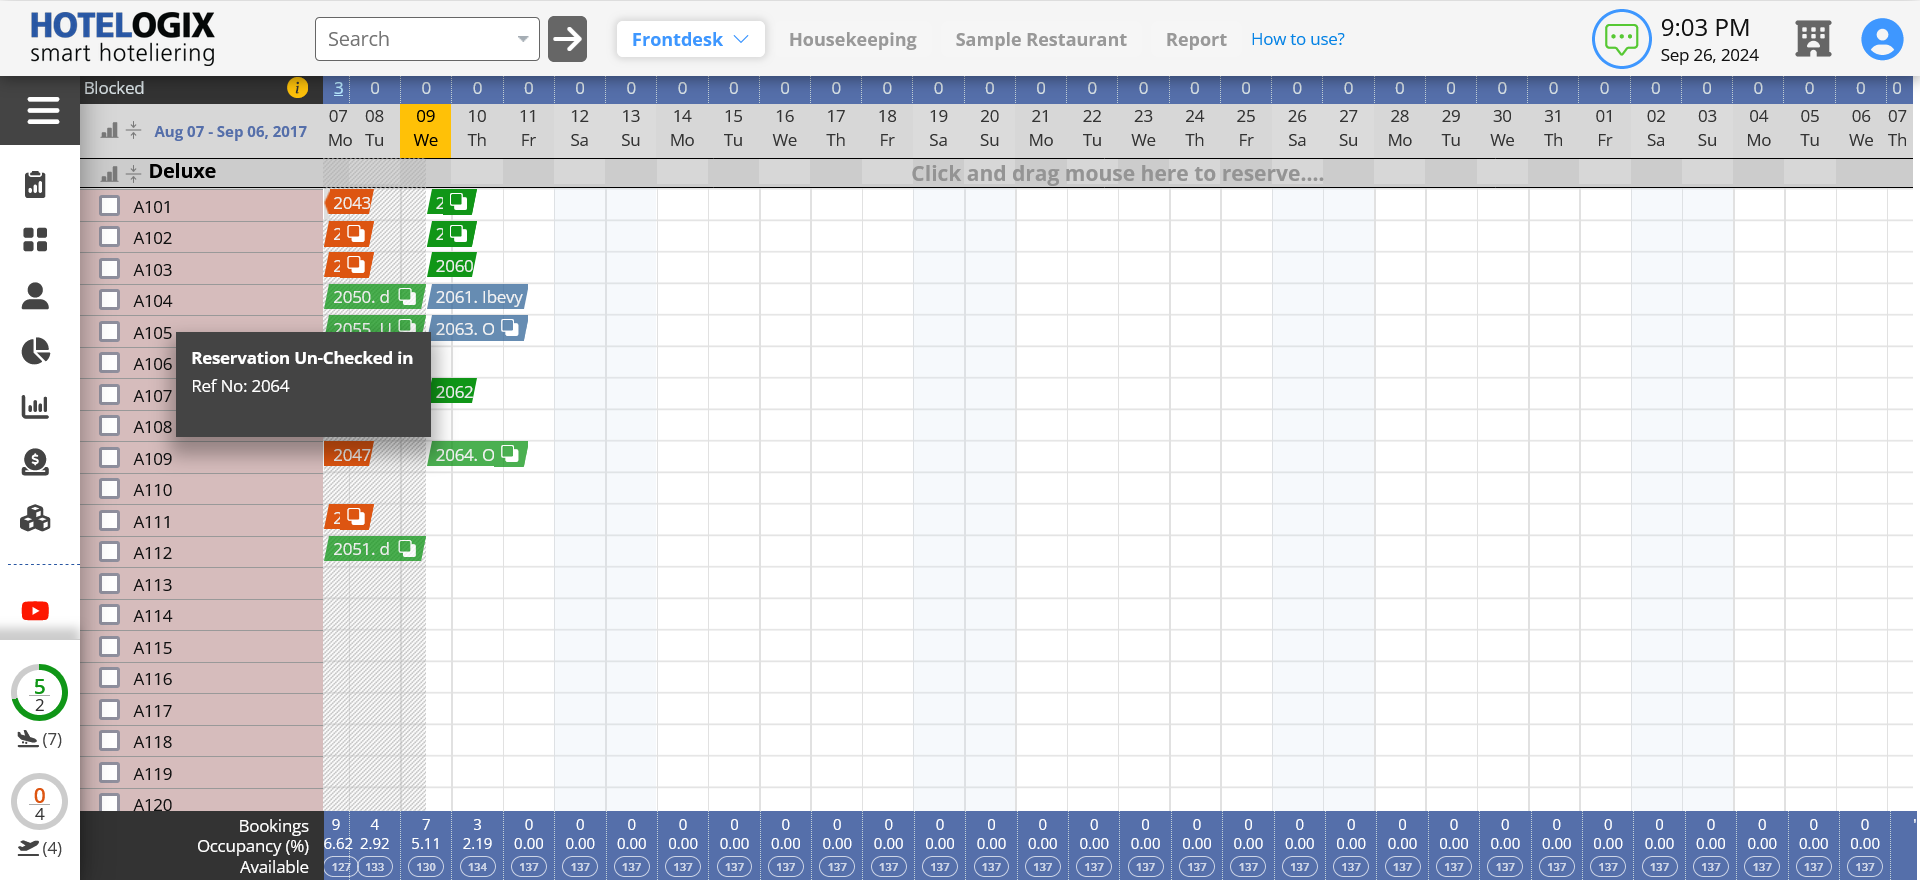 HOTELOGIX
smart hoteliering
Search
Frontdesk
Housekeeping
Sample Restaurant
Report
How to use?
9:03 PM
Sep 26, 2024
Blocked i 3 0 0 0 0 0 0 0 0 0 0 0 0 0 0 0 0 0 0 0 0 0 0 0 0 0 0 0 0 0 0 0
Aug 07 - Sep 06, 2017
07 08 09 10 11 12 13 14 15 16 17 18 19 20 21 22 23 24 25 26 27 28 29 30 31 01 02 03 04 05 06 07
Mo Tu We Th Fr Sa Su Mo Tu We Th Fr Sa Su Mo Tu We Th Fr Sa Su Mo Tu We Th Fr Sa Su Mo Tu We Th
Deluxe
Click and drag mouse here to reserve....
A101 2043 2
A102 2 2
A103 2 2060
A104 2050. d 2061. Ibevy
A105 2055. 2063. O
A106
A107 2062
A108
Reservation Un-Checked in
Ref No: 2064
A109 2047 2064. O
A110
A111 2
A112 2051. d
A113
A114
A115
A116
A117
A118
A119
A120
5
2
(7)
0
4
(4)
Bookings 9 4 7 3 0 0 0 0 0 0 0 0 0 0 0 0 0 0 0 0 0 0 0 0 0 0 0 0 0 0 0
Occupancy (%) 6.62 2.92 5.11 2.19 0.00 0.00 0.00 0.00 0.00 0.00 0.00 0.00 0.00 0.00 0.00 0.00 0.00 0.00 0.00 0.00 0.00 0.00 0.00 0.00 0.00 0.00 0.00 0.00 0.00 0.00 0.00
Available 127 133 130 134 137 137 137 137 137 137 137 137 137 137 137 137 137 137 137 137 137 137 137 137 137 137 137 137 137 137 137